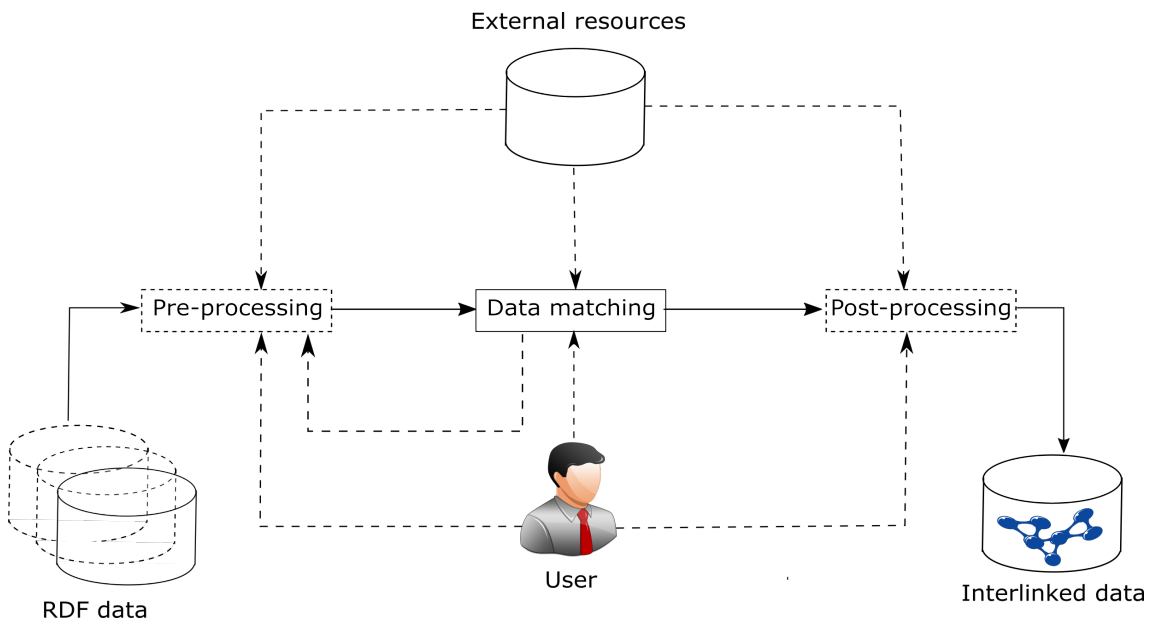 External resources
Pre-processing
Data matching
Post-processing
User
Interlinked data
RDF data